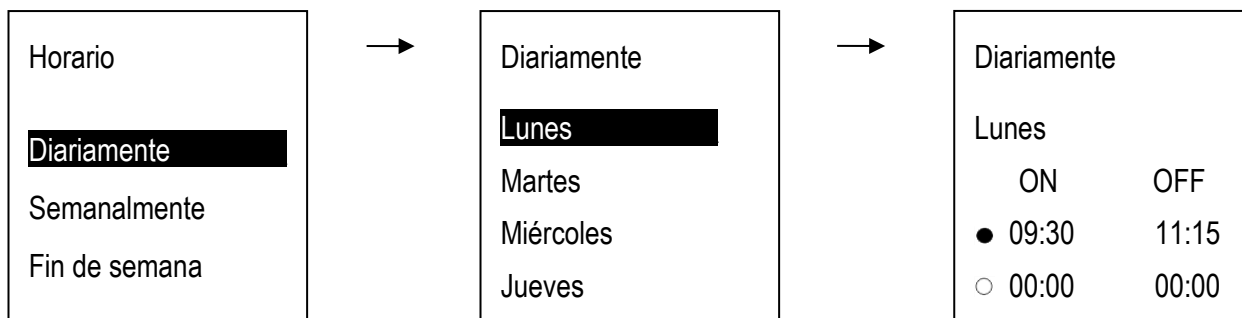 Horario
Diariamente
Semanalmente
Fin de semana
Diariamente
Lunes
Martes
Miércoles
Jueves
Diariamente
Lunes
ON OFF
09:30 11:15
00:00 00:00